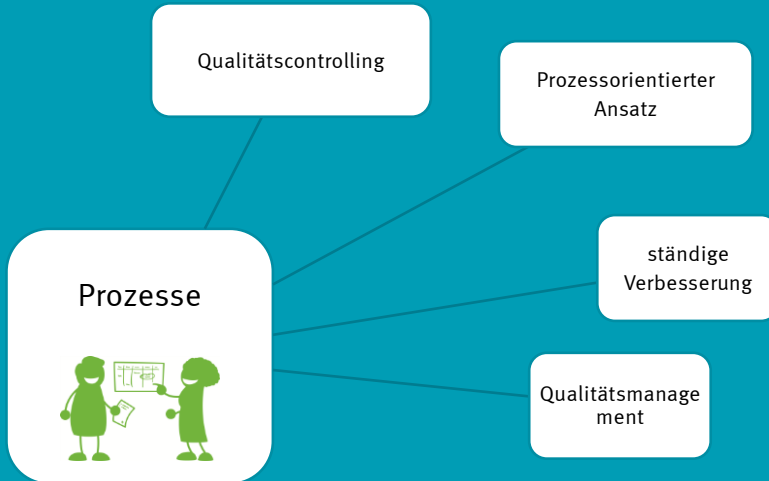 Qualitätscontrolling
Prozessorientierter
Ansatz
ständige
Verbesserung
Prozesse
Qualitätsmanage
ment